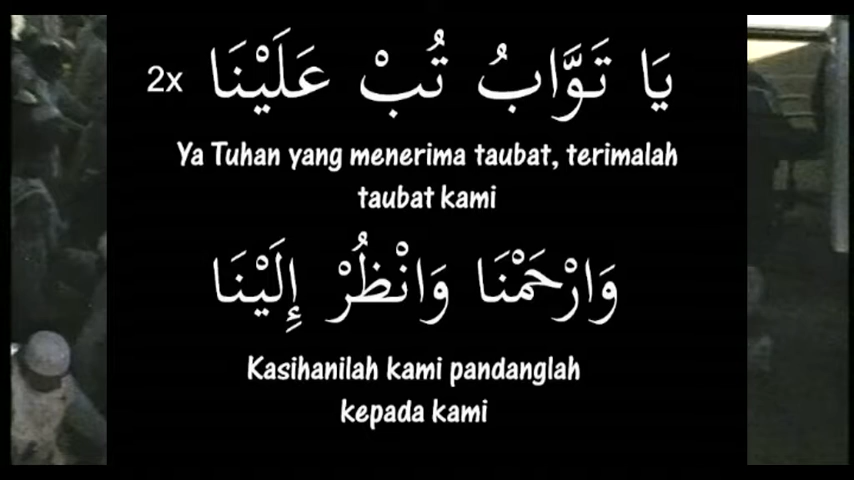 يَا تَوَّابُ تُبْ عَلَيْنَا 2x
Ya Tuhan yang menerima taubat, terimalah
taubat kami
وَارْحَمْنَا وَانْظُرْ إِلَيْنَا
Kasihanilah kami pandanglah
kepada kami